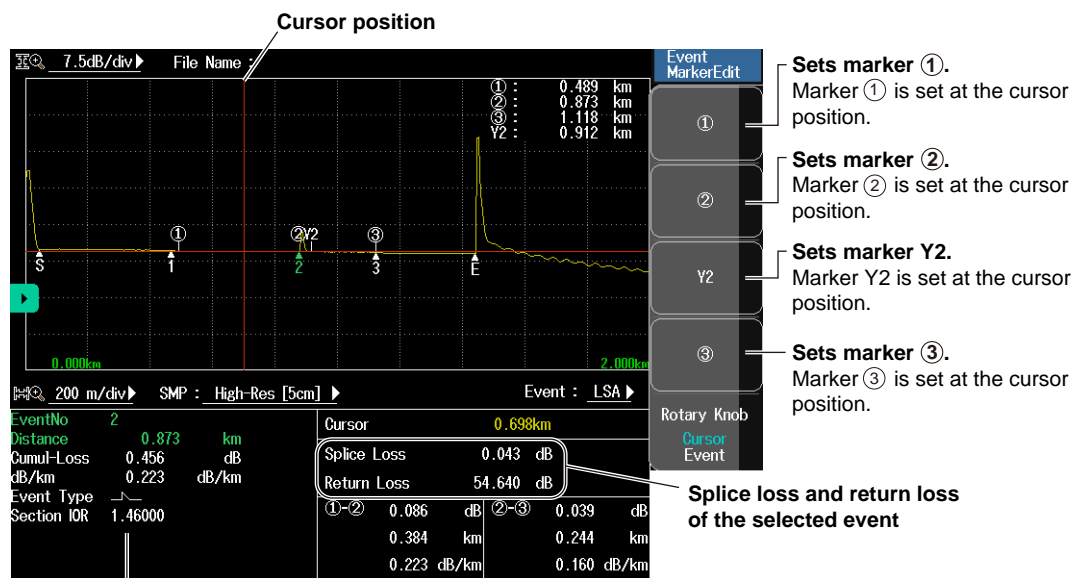 Cursor position
7.5dB/div
File Name :
① : 0.489 km
② : 0.873 km
③ : 1.118 km
Y2 : 0.912 km
① ② Y2 ③
S 1 2 3 E
0.000km 2.000km
200 m/div SMP : High-Res [5cm] Event : LSA
EventNo 2
Distance 0.873 km
Cumul-Loss 0.456 dB
dB/km 0.223 dB/km
Event Type
Section IOR 1.46000
Cursor 0.698km
Splice Loss 0.043 dB
Return Loss 54.640 dB
①-② 0.086 dB ②-③ 0.039 dB
0.384 km 0.244 km
0.223 dB/km 0.160 dB/km
Event
MarkerEdit
①
②
Y2
③
Rotary Knob
Cursor
Event
Sets marker ①.
Marker ① is set at the cursor
position.
Sets marker ②.
Marker ② is set at the cursor
position.
Sets marker Y2.
Marker Y2 is set at the cursor
position.
Sets marker ③.
Marker ③ is set at the cursor
position.
Splice loss and return loss
of the selected event